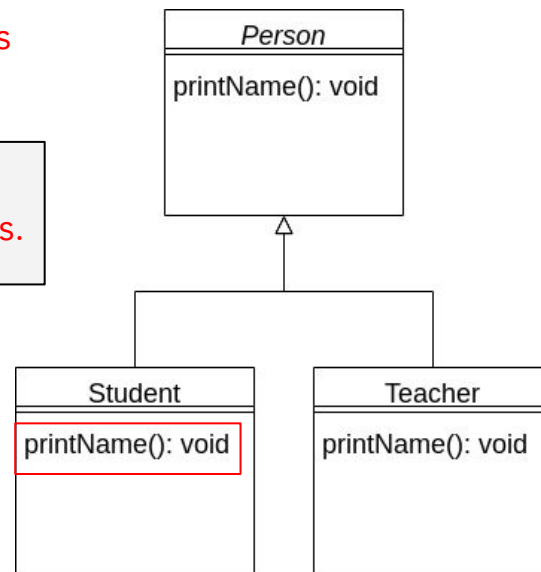 s
s.
Person
printName(): void
Student
printName(): void
Teacher
printName(): void